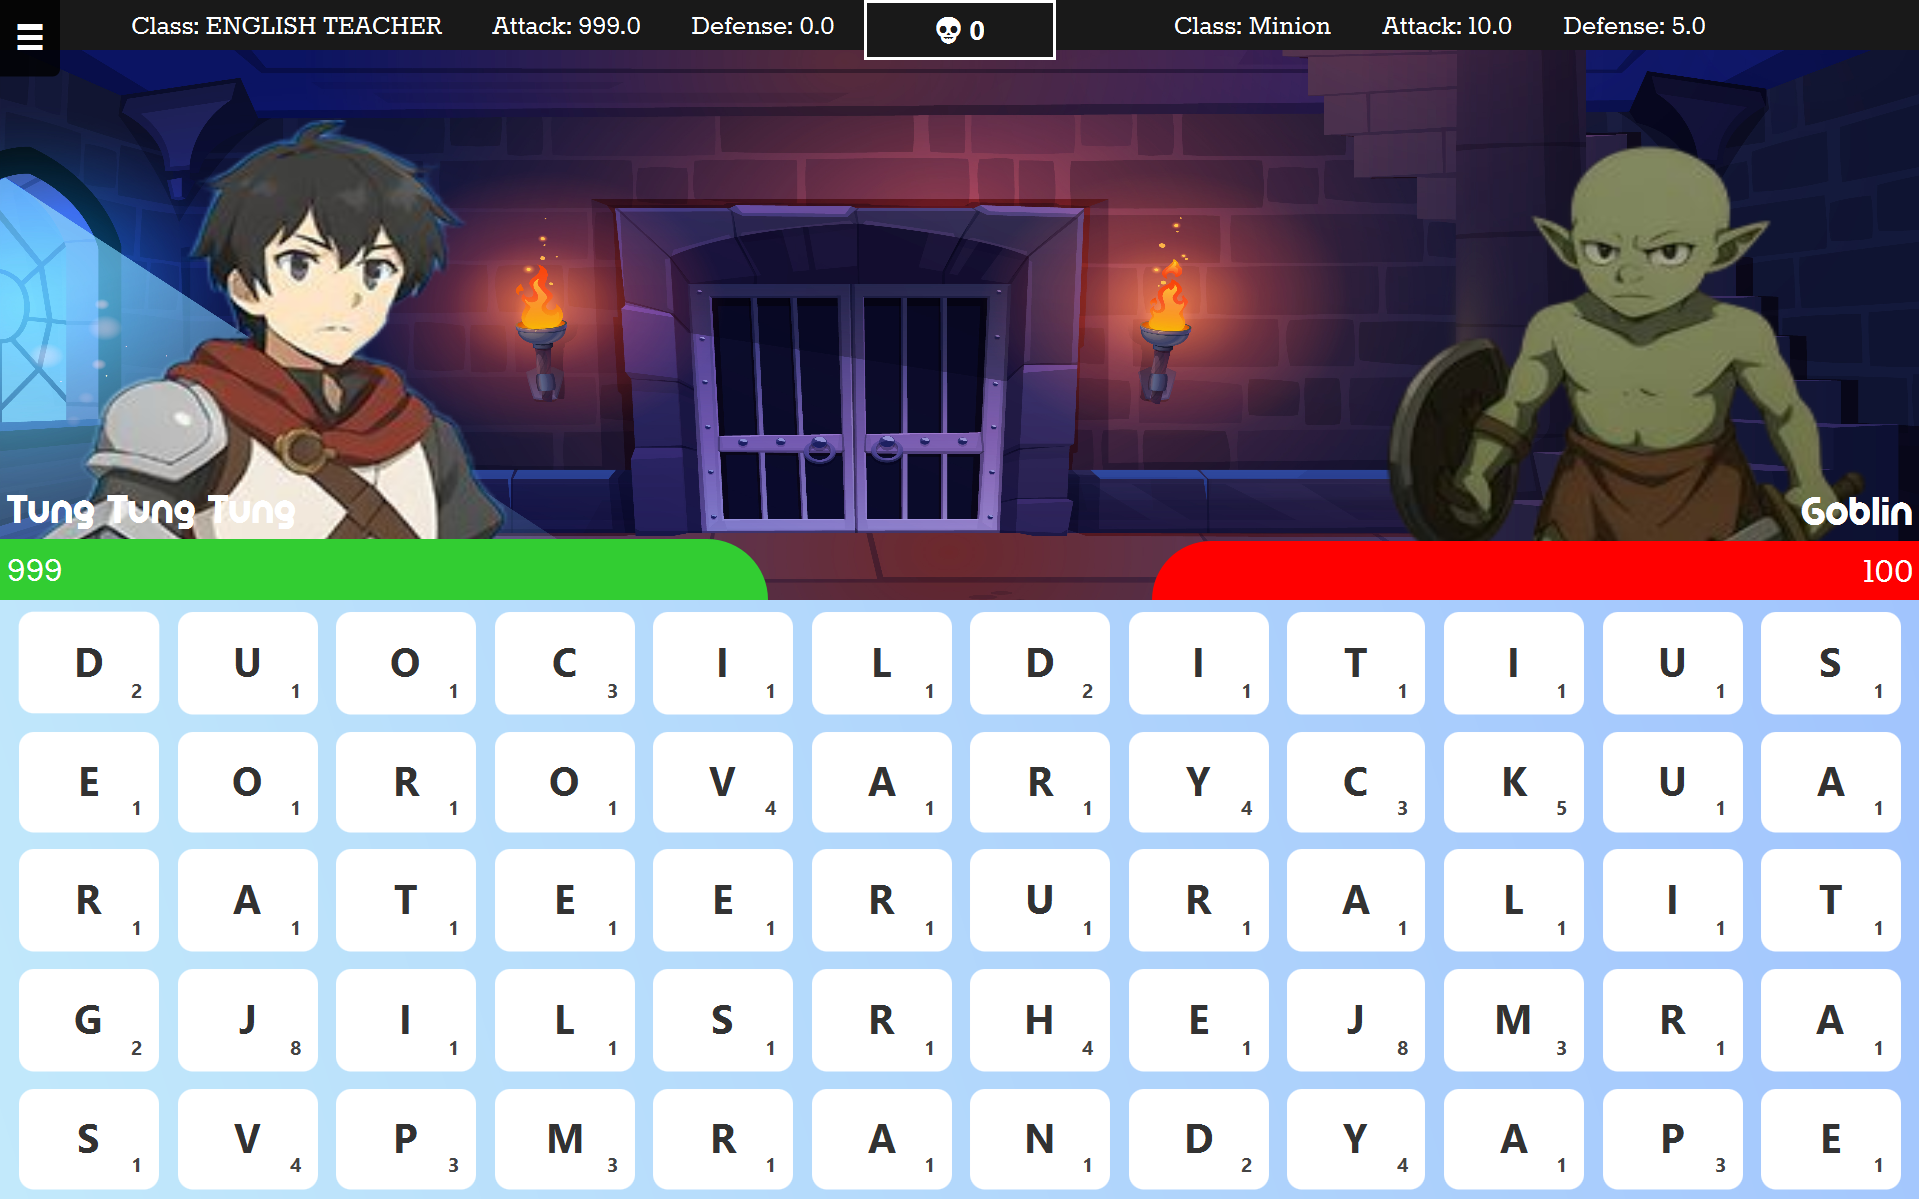 Class: ENGLISH TEACHER Attack: 999.0 Defense: 0.0 0 Class: Minion Attack: 10.0 Defense: 5.0
Tung Tung Tung Goblin
999 100
D 2 U 1 O 1 C 3 I 1 L 1 D 2 I 1 T 1 I 1 U 1 S 1
E 1 O 1 R 1 O 1 V 4 A 1 R 1 Y 4 C 3 K 5 U 1 A 1
R 1 A 1 T 1 E 1 E 1 R 1 U 1 R 1 A 1 L 1 I 1 T 1
G 2 J 8 I 1 L 1 S 1 R 1 H 4 E 1 J 8 M 3 R 1 A 1
S 1 V 4 P 3 M 3 R 1 A 1 N 1 D 2 Y 4 A 1 P 3 E 1